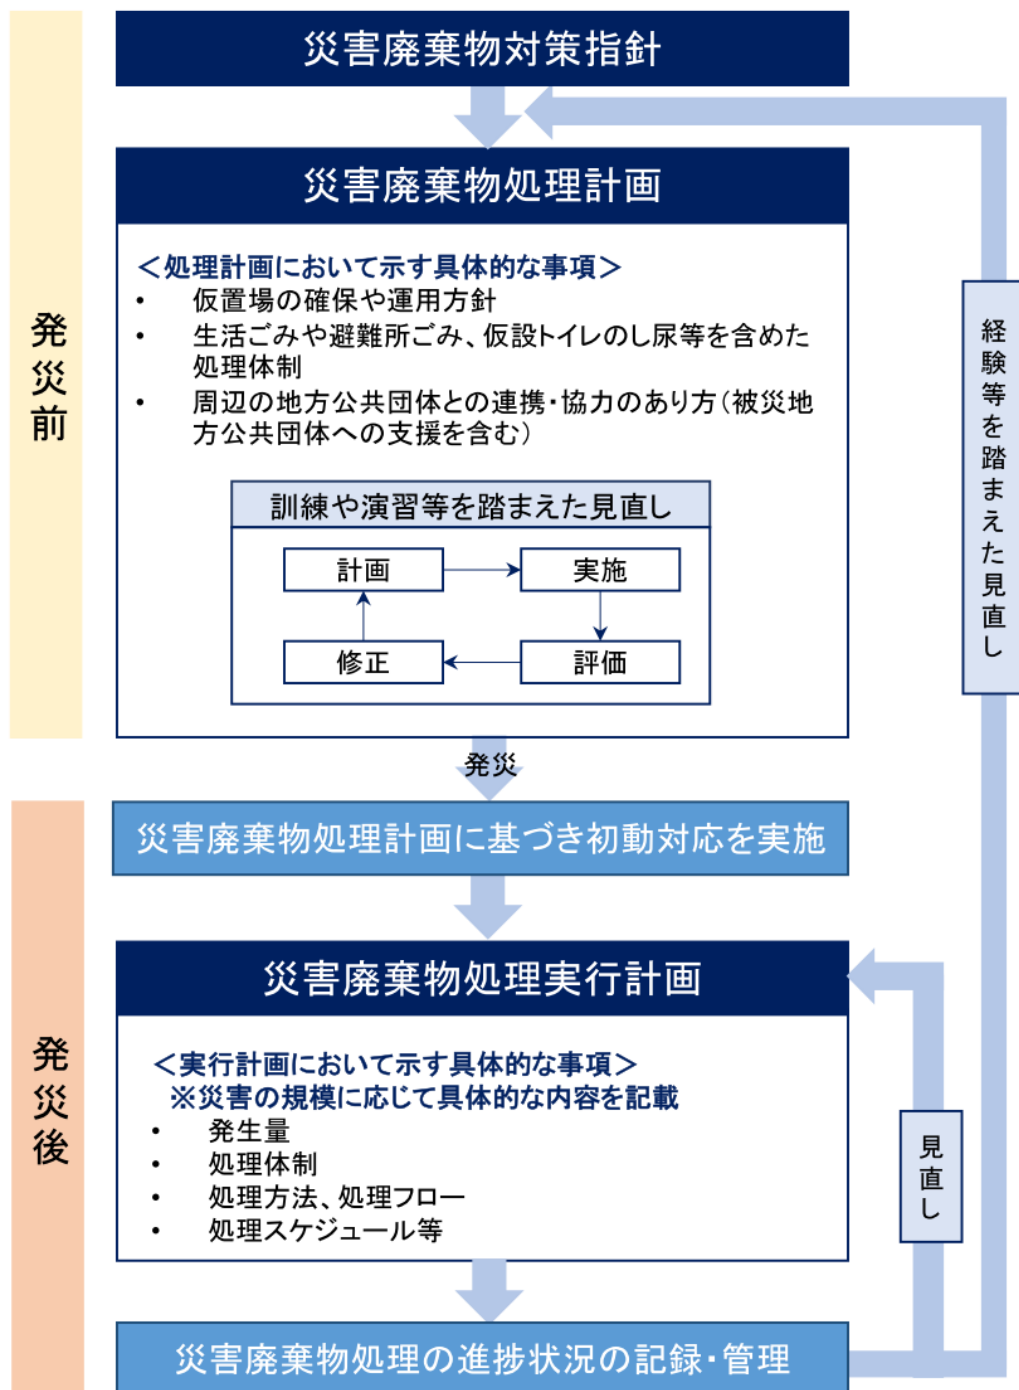 災害廃棄物対策指針
発災前
災害廃棄物処理計画
＜処理計画において示す具体的な事項＞
• 仮置場の確保や運用方針
• 生活ごみや避難所ごみ、仮設トイレのし尿等を含めた
処理体制
• 周辺の地方公共団体との連携・協力のあり方（被災地
方公共団体への支援を含む）
訓練や演習等を踏まえた見直し
計画
実施
修正
評価
経験等を踏まえた見直し
発災
発災後
災害廃棄物処理計画に基づき初動対応を実施
災害廃棄物処理実行計画
＜実行計画において示す具体的な事項＞
※災害の規模に応じて具体的な内容を記載
• 発生量
• 処理体制
• 処理方法、処理フロー
• 処理スケジュール等
見直し
災害廃棄物処理の進捗状況の記録・管理